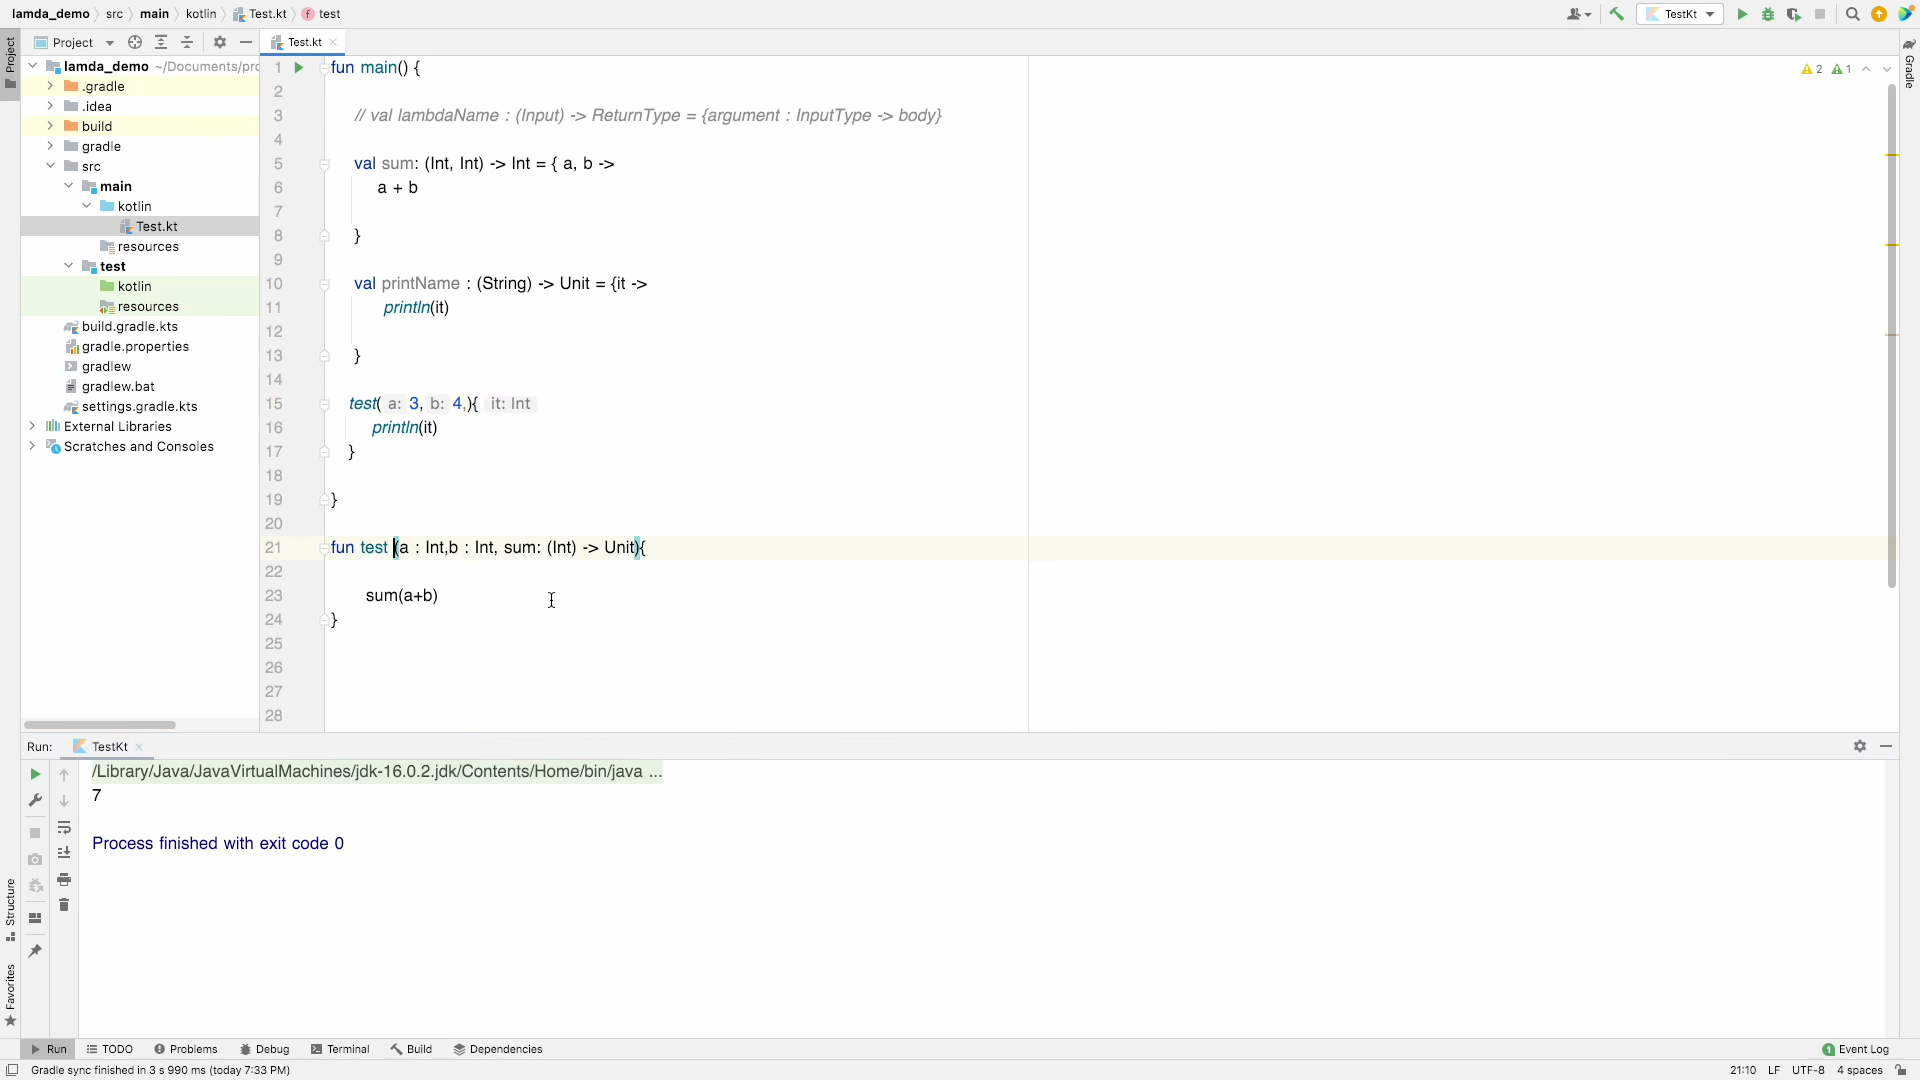 lamda_demo src main kotlin Test.kt test
TestKt
Project
Test.kt
Project
lamda_demo ~/Documents/pro
.gradle
.idea
build
gradle
src
main
kotlin
Test.kt
resources
test
kotlin
resources
build.gradle.kts
gradle.properties
gradlew
gradlew.bat
settings.gradle.kts
External Libraries
Scratches and Consoles
1 fun main() {
2
3 // val lambdaName : (Input) -> ReturnType = {argument : InputType -> body}
4
5 val sum: (Int, Int) -> Int = { a, b ->
6 a + b
7
8 }
9
10 val printName : (String) -> Unit = {it ->
11 println(it)
12
13 }
14
15 test( a: 3, b: 4,){ it: Int
16 println(it)
17 }
18
19 }
20
21 fun test (a : Int,b : Int, sum: (Int) -> Unit){
22
23 sum(a+b)
24 }
25
26
27
28
2 1
Gradle
Run: TestKt
/Library/Java/JavaVirtualMachines/jdk-16.0.2.jdk/Contents/Home/bin/java ...
7
Process finished with exit code 0
Structure
Favorites
Run TODO Problems Debug Terminal Build Dependencies
1 Event Log
Gradle sync finished in 3 s 990 ms (today 7:33 PM)
21:10 LF UTF-8 4 spaces